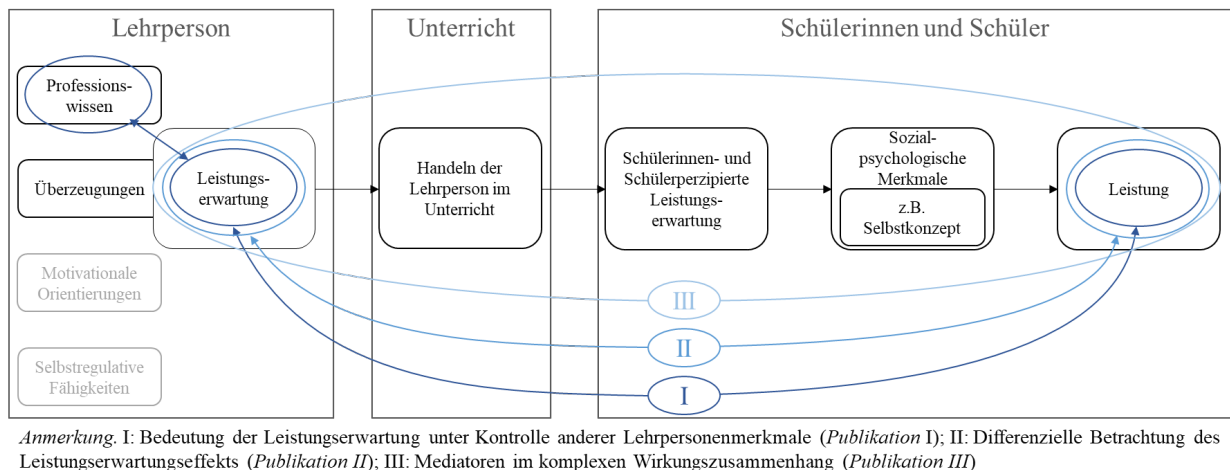 Lehrperson
Unterricht
Schülerinnen und Schüler
Professions-
wissen
Überzeugungen
Leistungs-
erwartung
Motivationale
Orientierungen
Selbstregulative
Fähigkeiten
Handeln der
Lehrperson im
Unterricht
Schülerinnen- und
Schülerperzipierte
Leistungs-
erwartung
Sozial-
psychologische
Merkmale
z.B.
Selbstkonzept
Leistung
III
II
I
Anmerkung. I: Bedeutung der Leistungserwartung unter Kontrolle anderer Lehrpersonenmerkmale (Publikation I); II: Differenzielle Betrachtung des
Leistungserwartungseffekts (Publikation II); III: Mediatoren im komplexen Wirkungszusammenhang (Publikation III)